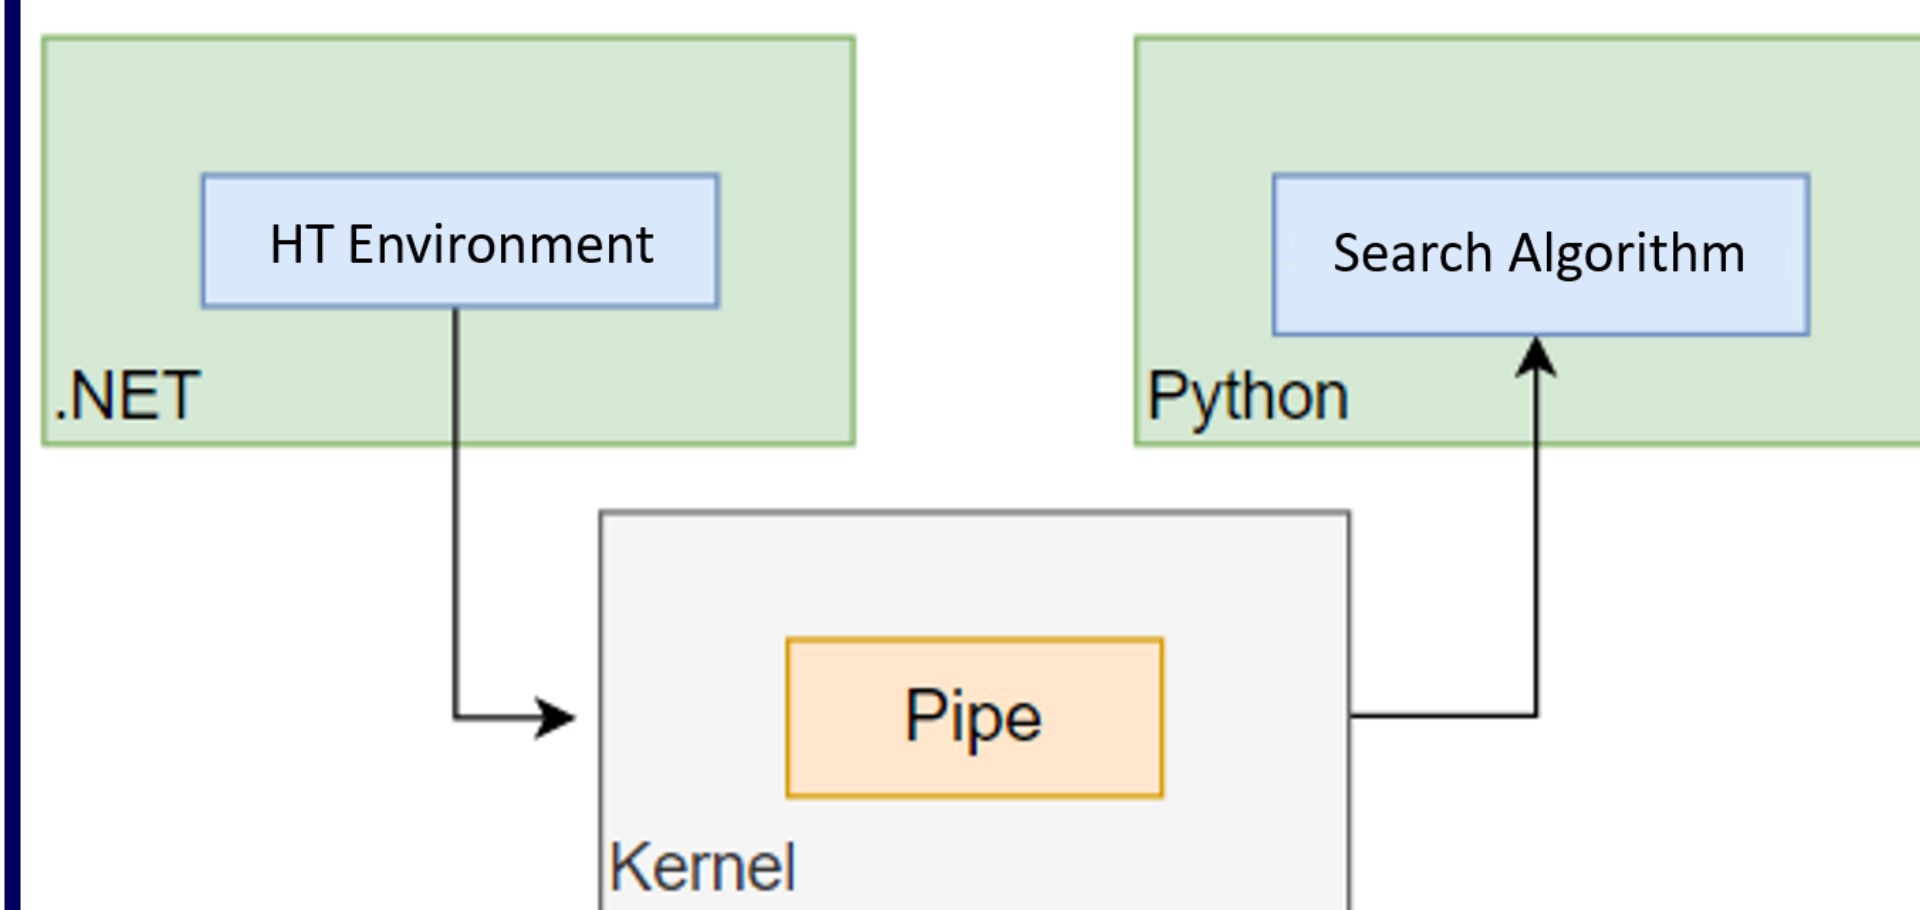 HT Environment
.NET
Search Algorithm
Python
Pipe
Kernel